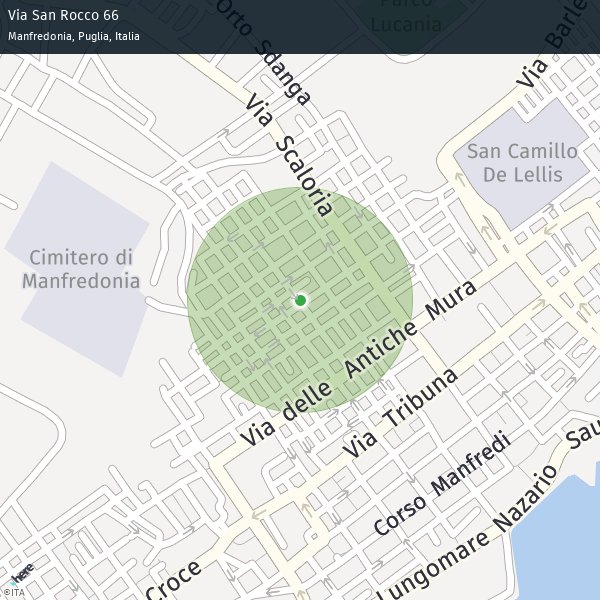 Via San Rocco 66
Manfredonia, Puglia, Italia
Parco
Lucania
Orto Sdanga
Via Barle
Via Scaloria
San Camillo
De Lellis
Cimitero di
Manfredonia
Via delle Antiche Mura
Via Tribuna
Corso Manfredi
Lungomare Nazario Sau
Croce
here
©ITA